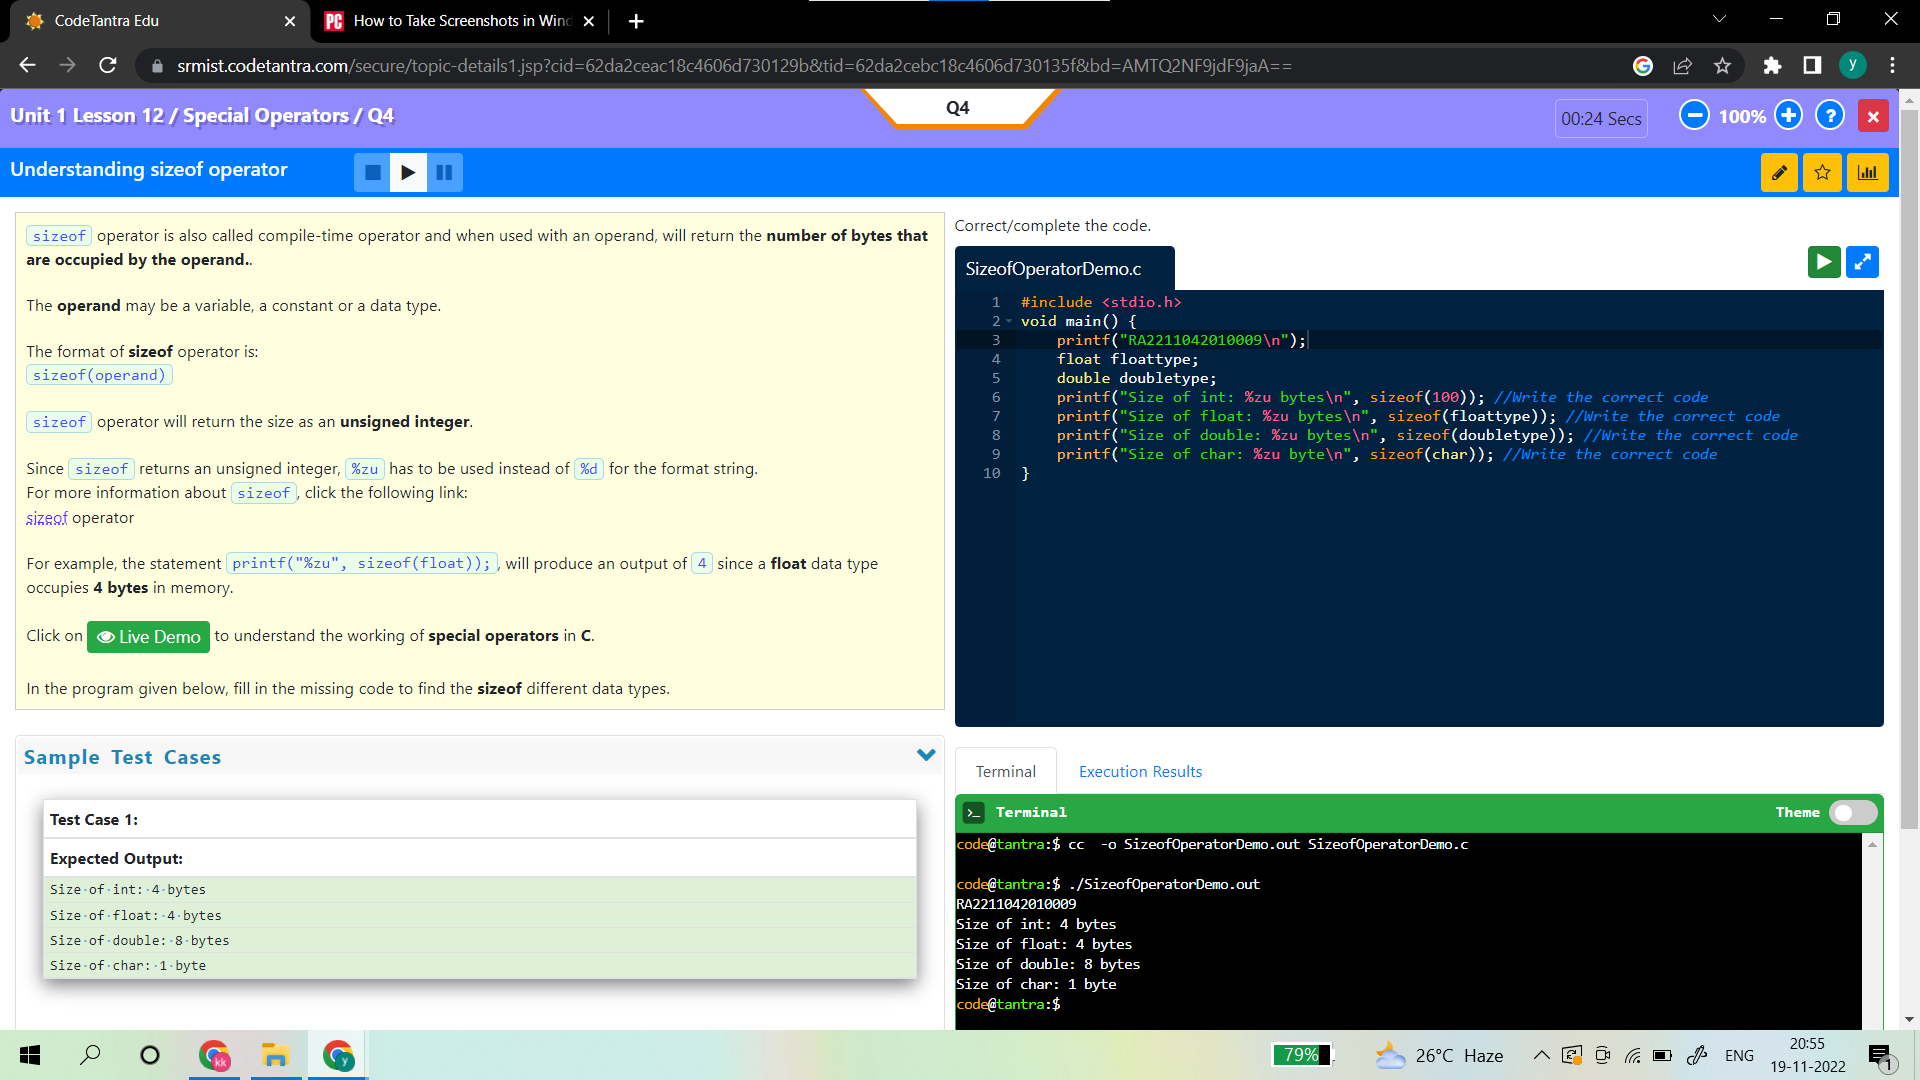 CodeTantra Edu
How to Take Screenshots in Wind
srmist.codetantra.com/secure/topic-details1.jsp?cid=62da2ceac18c4606d730129b&tid=62da2cebc18c4606d730135f&bd=AMTQ2NF9jdF9jaA==
y
Unit 1 Lesson 12 / Special Operators / Q4
Q4
00:24 Secs
100%
Understanding sizeof operator
sizeof operator is also called compile-time operator and when used with an operand, will return the number of bytes that
are occupied by the operand..
The operand may be a variable, a constant or a data type.
The format of sizeof operator is:
sizeof(operand)
sizeof operator will return the size as an unsigned integer.
Since sizeof returns an unsigned integer, %zu has to be used instead of %d for the format string.
For more information about sizeof, click the following link:
sizeof operator
For example, the statement printf("%zu", sizeof(float));, will produce an output of 4 since a float data type
occupies 4 bytes in memory.
Click on Live Demo to understand the working of special operators in C.
In the program given below, fill in the missing code to find the sizeof different data types.
Sample Test Cases
Test Case 1:
Expected Output:
Size·of·int:·4·bytes
Size·of·float:·4·bytes
Size·of·double:·8·bytes
Size·of·char:·1·byte
Correct/complete the code.
SizeofOperatorDemo.c
1 #include <stdio.h>
2 void main() {
3 printf("RA2211042010009\n");
4 float floattype;
5 double doubletype;
6 printf("Size of int: %zu bytes\n", sizeof(100)); //Write the correct code
7 printf("Size of float: %zu bytes\n", sizeof(floattype)); //Write the correct code
8 printf("Size of double: %zu bytes\n", sizeof(doubletype)); //Write the correct code
9 printf("Size of char: %zu byte\n", sizeof(char)); //Write the correct code
10 }
Terminal
Execution Results
Terminal
Theme
code@tantra:$ cc -o SizeofOperatorDemo.out SizeofOperatorDemo.c
code@tantra:$ ./SizeofOperatorDemo.out
RA2211042010009
Size of int: 4 bytes
Size of float: 4 bytes
Size of double: 8 bytes
Size of char: 1 byte
code@tantra:$
kk
y
79%
26°C Haze
ENG
20:55
19-11-2022
1